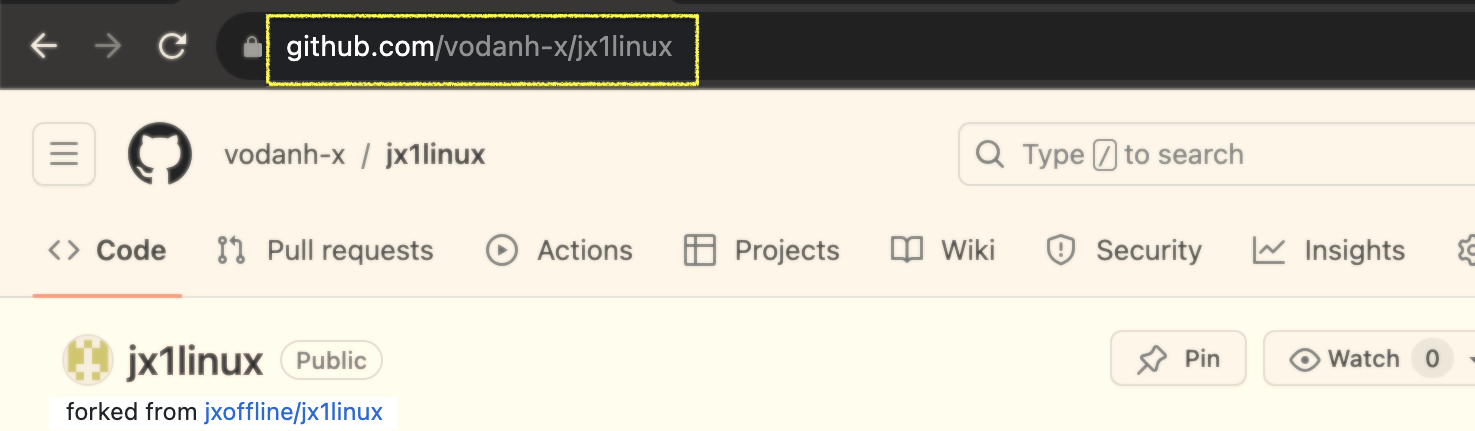 github.com/vodanh-x/jx1linux
vodanh-x / jx1linux
Type / to search
Code Pull requests Actions Projects Wiki Security Insights
jx1linux Public Pin Watch 0
forked from jxoffline/jx1linux